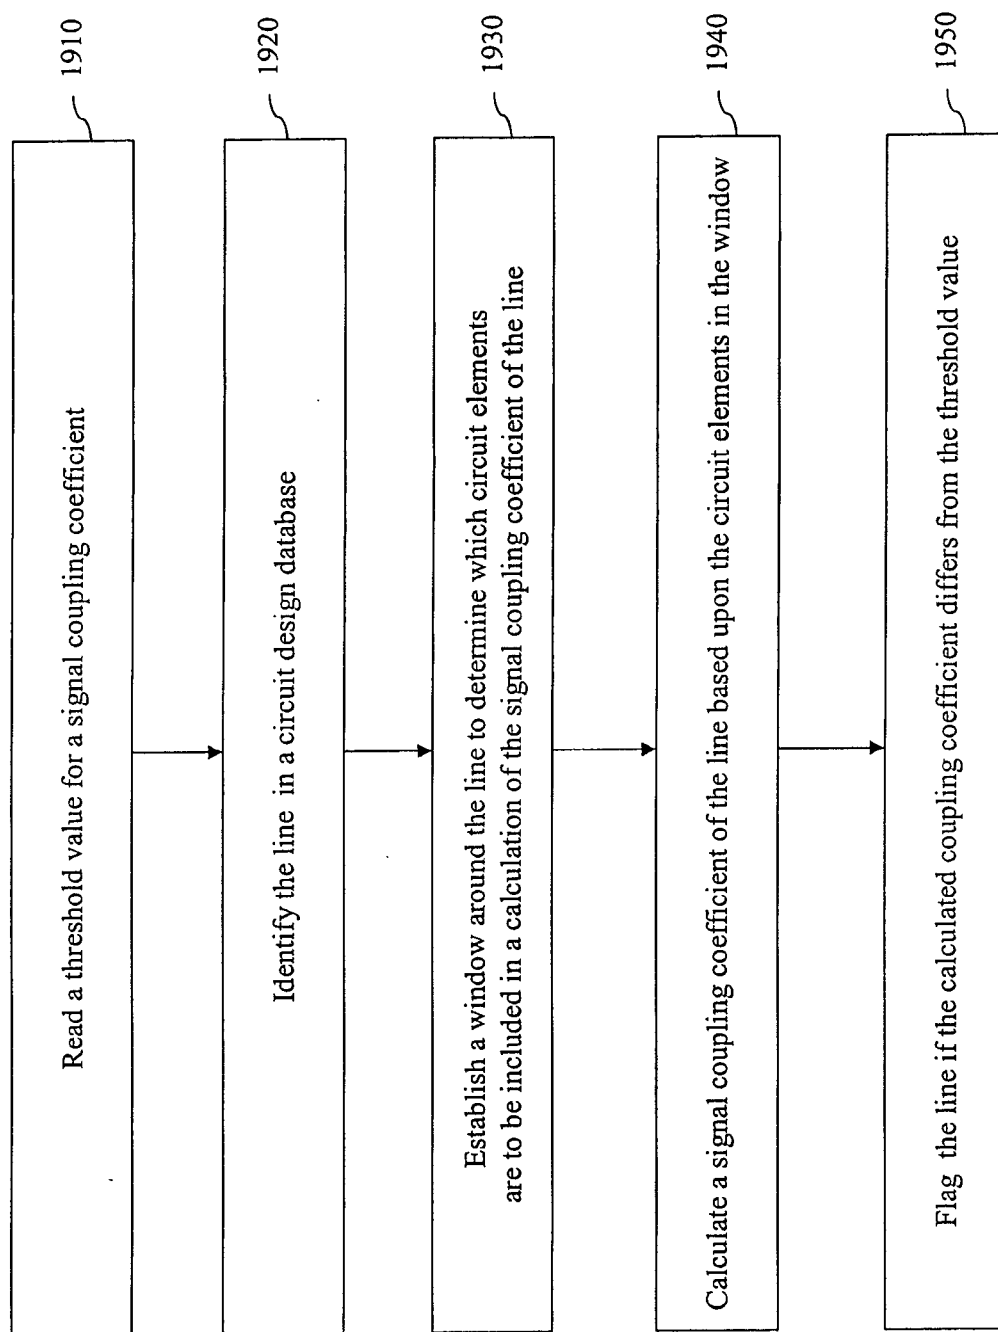 Read a threshold value for a signal coupling coefficient
1910
Identify the line in a circuit design database
1920
Establish a window around the line to determine which circuit elements
are to be included in a calculation of the signal coupling coefficient of the line
1930
Calculate a signal coupling coefficient of the line based upon the circuit elements in the window
1940
Flag the line if the calculated coupling coefficient differs from the threshold value
1950